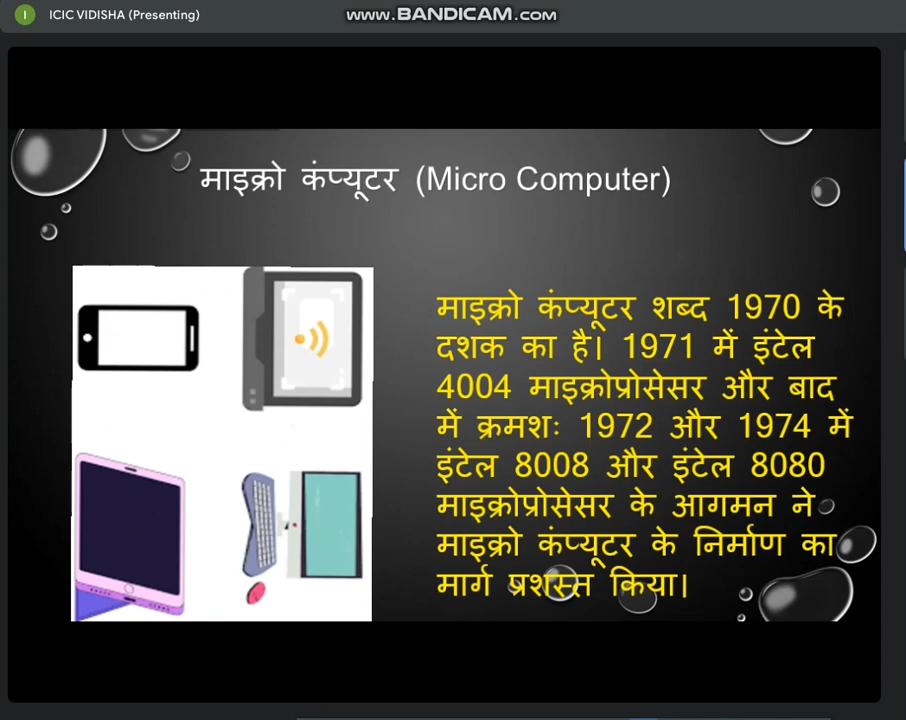 I ICIC VIDISHA (Presenting)
www.BANDICAM.com
माइक्रो कंप्यूटर (Micro Computer)
माइक्रो कंप्यूटर शब्द 1970 के
दशक का है। 1971 में इंटेल
4004 माइक्रोप्रोसेसर और बाद
में क्रमशः 1972 और 1974 में
इंटेल 8008 और इंटेल 8080
माइक्रोप्रोसेसर के आगमन ने
माइक्रो कंप्यूटर के निर्माण का
मार्ग प्रशस्त किया।